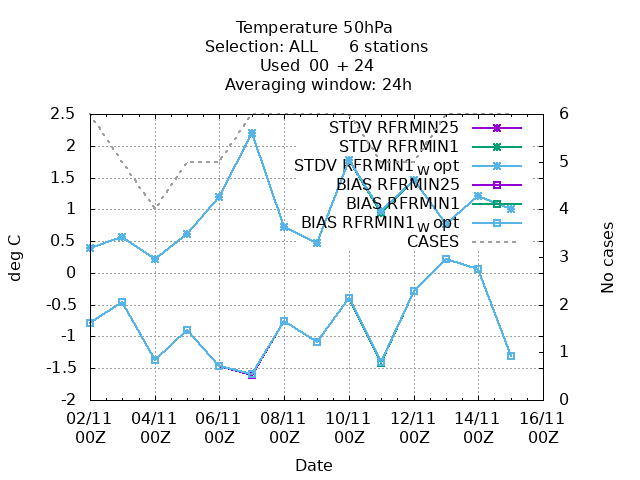 Temperature 50hPa
Selection: ALL 6 stations
Used 00 + 24
Averaging window: 24h
2.5 6
STDV RFRMIN25
STDV RFRMIN1
2
STDV RFRMIN1 w opt
5
1.5
BIAS RFRMIN25
BIAS RFRMIN1
1 4
BIAS RFRMIN1 w opt
0.5
CASES
3
0
deg C
No cases
-0.5 2
-1
1
-1.5
-2 0
02/11 04/11 06/11 08/11 10/11 12/11 14/11 16/11
00Z 00Z 00Z 00Z 00Z 00Z 00Z 00Z
Date